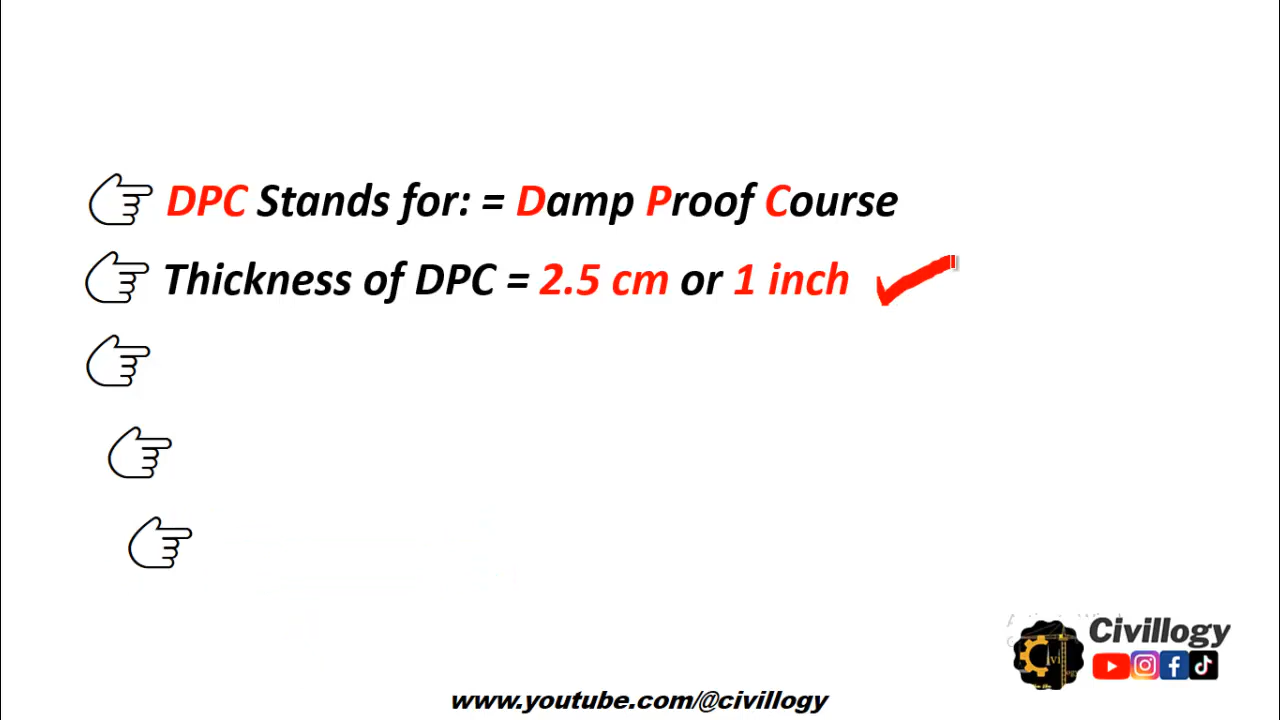 DPC Stands for: = Damp Proof Course
Thickness of DPC = 2.5 cm or 1 inch
Civillogy
www.youtube.com/@civillogy